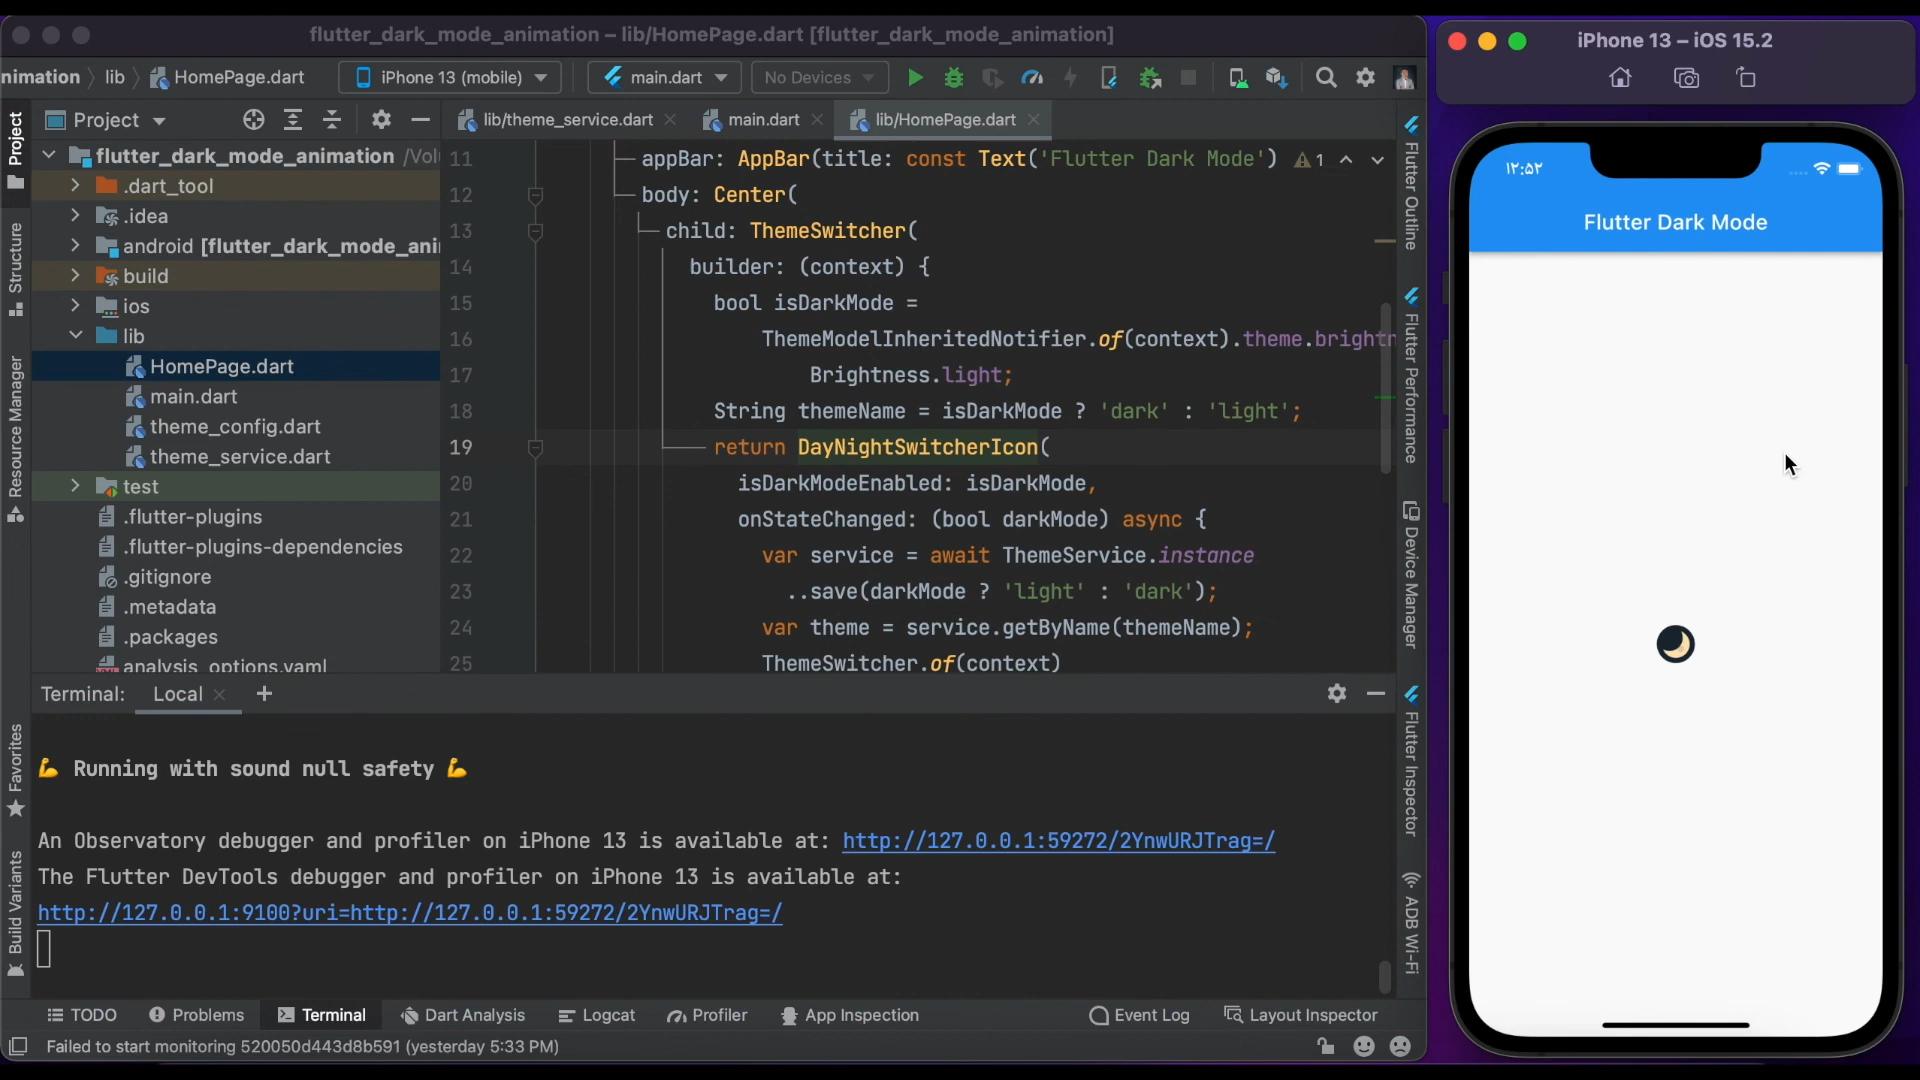 flutter_dark_mode_animation – lib/HomePage.dart [flutter_dark_mode_animation]
nimation lib HomePage.dart iPhone 13 (mobile) main.dart No Devices
Project
lib/theme_service.dart main.dart lib/HomePage.dart
flutter_dark_mode_animation /Vol
.dart_tool
.idea
android [flutter_dark_mode_ani
build
ios
lib
HomePage.dart
main.dart
theme_config.dart
theme_service.dart
test
.flutter-plugins
.flutter-plugins-dependencies
.gitignore
.metadata
.packages
analysis_options.yaml
11 appBar: AppBar(title: const Text('Flutter Dark Mode') 1
12 body: Center(
13 child: ThemeSwitcher(
14 builder: (context) {
15 bool isDarkMode =
16 ThemeModelInheritedNotifier.of(context).theme.brightn
17 Brightness.light;
18 String themeName = isDarkMode ? 'dark' : 'light';
19 return DayNightSwitcherIcon(
20 isDarkModeEnabled: isDarkMode,
21 onStateChanged: (bool darkMode) async {
22 var service = await ThemeService.instance
23 ..save(darkMode ? 'light' : 'dark');
24 var theme = service.getByName(themeName);
25 ThemeSwitcher.of(context)
Project
Structure
Resource Manager
Favorites
Build Variants
Flutter Outline
Flutter Performance
Device Manager
Flutter Inspector
ADB Wi-Fi
Terminal: Local
Running with sound null safety
An Observatory debugger and profiler on iPhone 13 is available at: http://127.0.0.1:59272/2YnwURJTrag=/
The Flutter DevTools debugger and profiler on iPhone 13 is available at:
http://127.0.0.1:9100?uri=http://127.0.0.1:59272/2YnwURJTrag=/
TODO Problems Terminal Dart Analysis Logcat Profiler App Inspection Event Log Layout Inspector
Failed to start monitoring 520050d443d8b591 (yesterday 5:33 PM)
iPhone 13 – iOS 15.2
۱۲:۵۲
Flutter Dark Mode